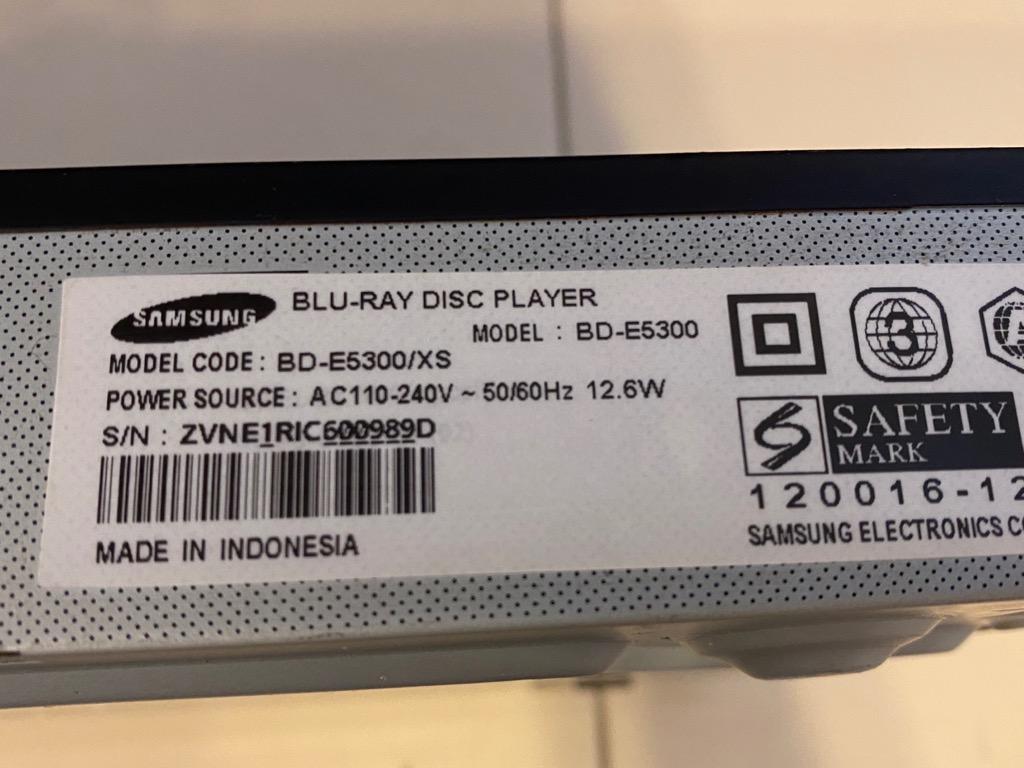 SAMSUNG BLU-RAY DISC PLAYER
MODEL : BD-E5300
MODEL CODE : BD-E5300/XS
POWER SOURCE : AC110-240V ~ 50/60Hz 12.6W
S/N : ZVNE1RIC600989D
MADE IN INDONESIA
3
A
S SAFETY
MARK
120016-12
SAMSUNG ELECTRONICS CO